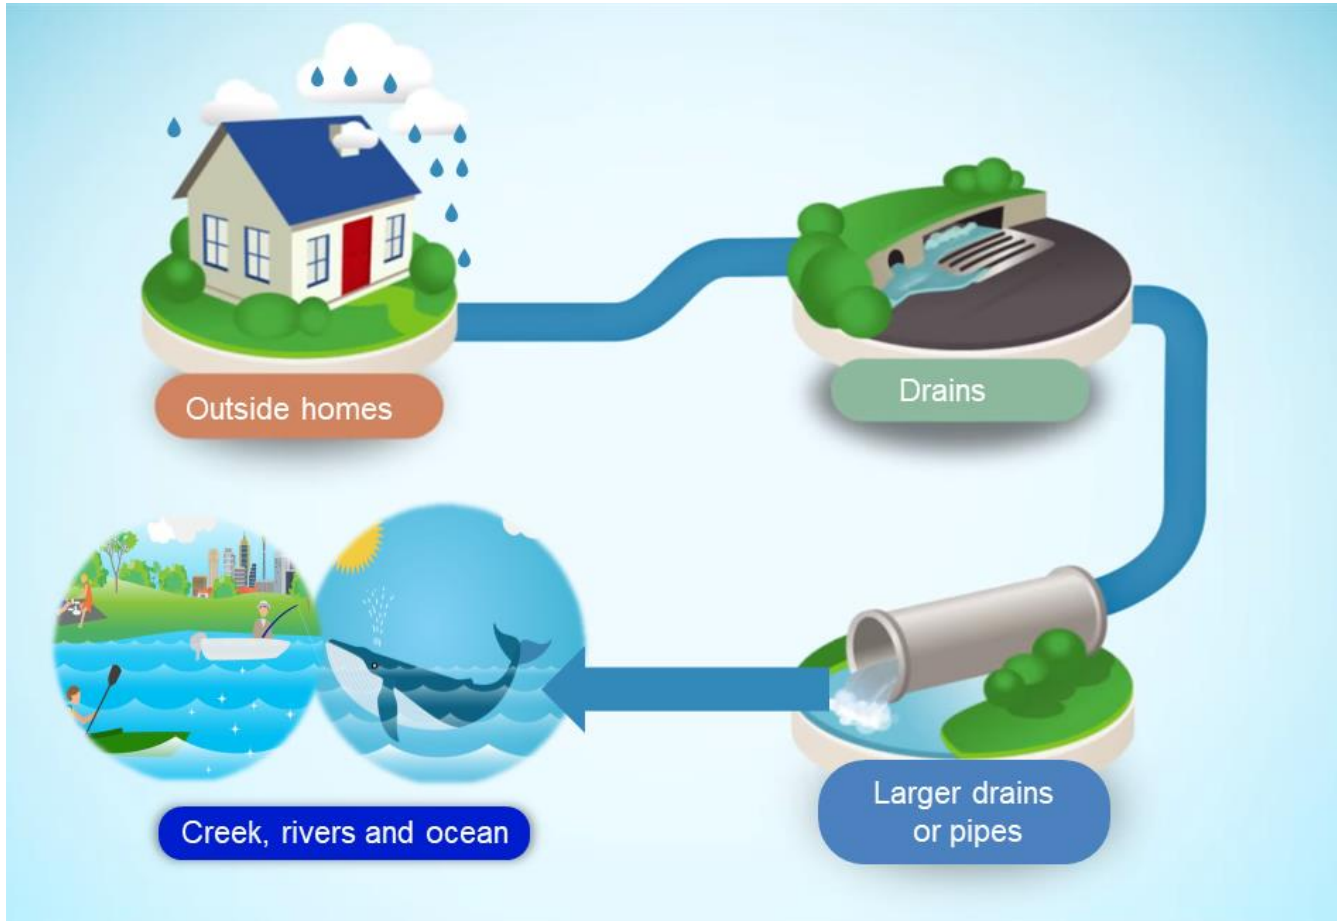 Outside homes
Drains
Larger drains
or pipes
Creek, rivers and ocean